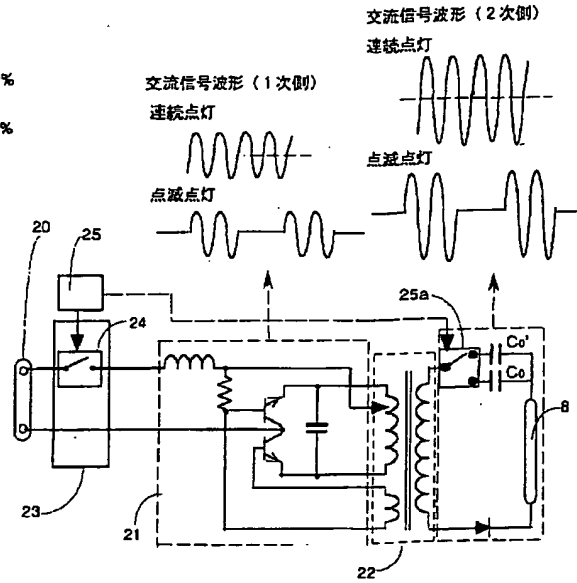 交流信号波形（2次側）
連続点灯
点滅点灯
%
%
交流信号波形（1次側）
連続点灯
点滅点灯
20
25
24
25a
Co'
Co
8
23
21
22